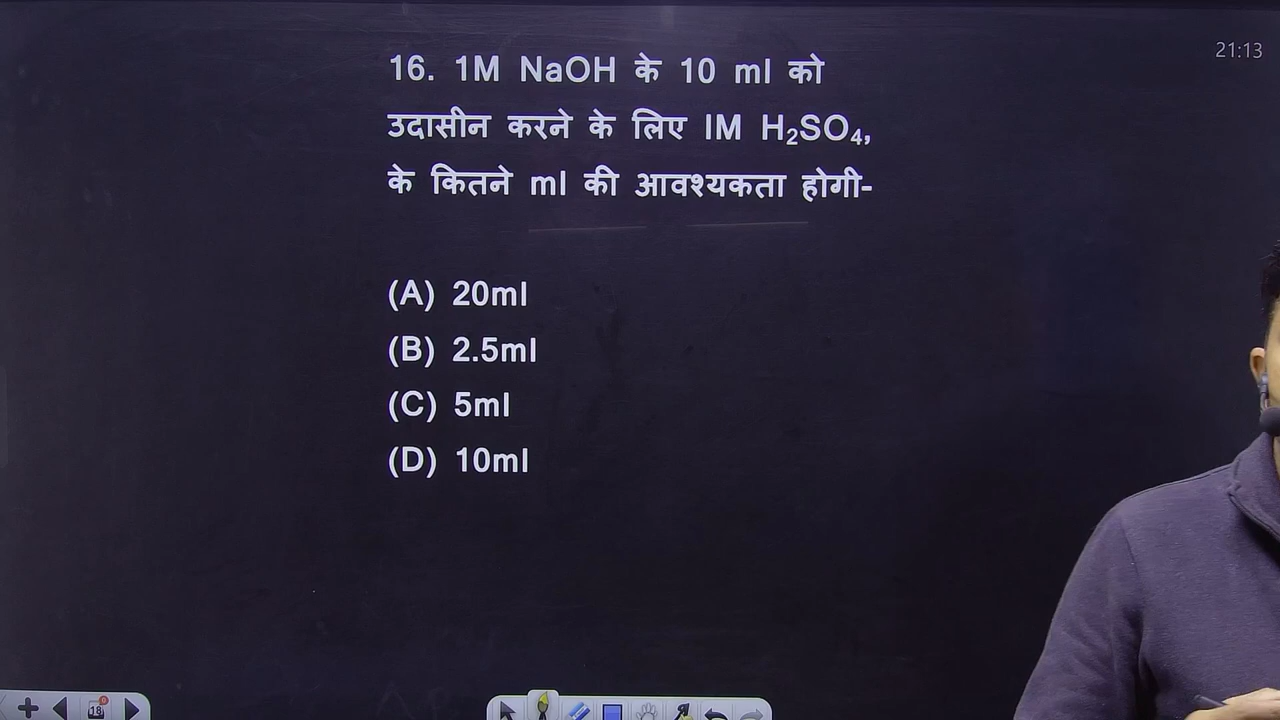 21:13
16. 1M NaOH के 10 ml को
उदासीन करने के लिए IM H₂SO₄,
के कितने ml की आवश्यकता होगी-
(A) 20ml
(B) 2.5ml
(C) 5ml
(D) 10ml
18